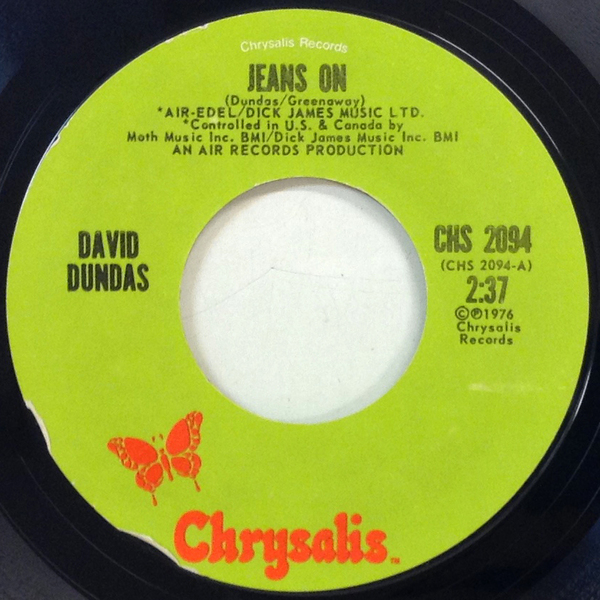 Chrysalis Records
JEANS ON
(Dundas/Greenaway)
*AIR-EDEL/DICK JAMES MUSIC LTD.
*Controlled in U.S. & Canada by
Moth Music Inc. BMI/Dick James Music Inc. BMI
AN AIR RECORDS PRODUCTION
DAVID
DUNDAS
CHS 2094
(CHS 2094-A)
2:37
©℗1976
Chrysalis
Records
Chrysalis™